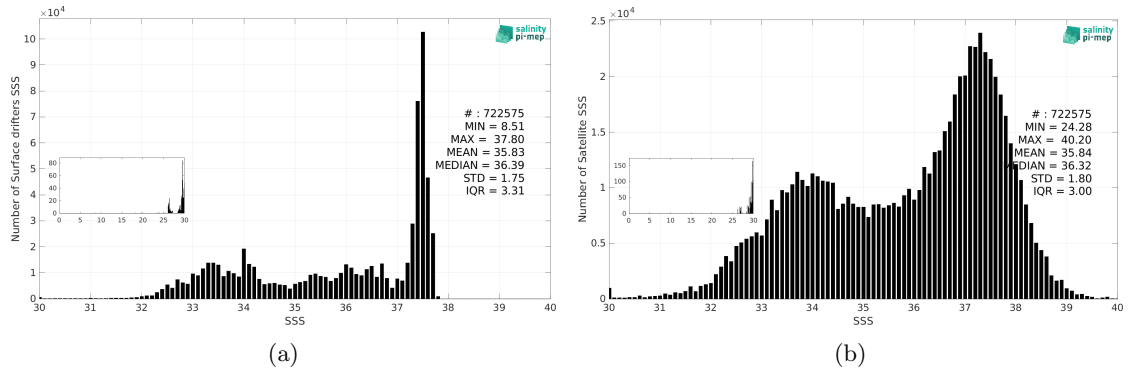 ×10⁴
10
9
8
7
6
5
4
3
2
1
0
Number of Surface drifters SSS
30 31 32 33 34 35 36 37 38 39 40
SSS
salinity
pi-mep
# : 722575
MIN = 8.51
MAX = 37.80
MEAN = 35.83
MEDIAN = 36.39
STD = 1.75
IQR = 3.31
80
60
40
20
0
0 5 10 15 20 25 30
(a)
×10⁴
2.5
2
1.5
1
0.5
0
Number of Satellite SSS
30 31 32 33 34 35 36 37 38 39 40
SSS
salinity
pi-mep
# : 722575
MIN = 24.28
MAX = 40.20
MEAN = 35.84
MEDIAN = 36.32
STD = 1.80
IQR = 3.00
150
100
50
0
0 5 10 15 20 25 30
(b)